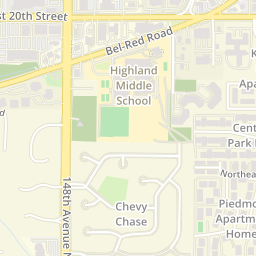 st 20th Street
Bel-Red Road
Highland
Middle
School
K
Apa
Cent
Park
Northea
148th Avenue N
Chevy
Chase
Piedmo
Apartme
Home